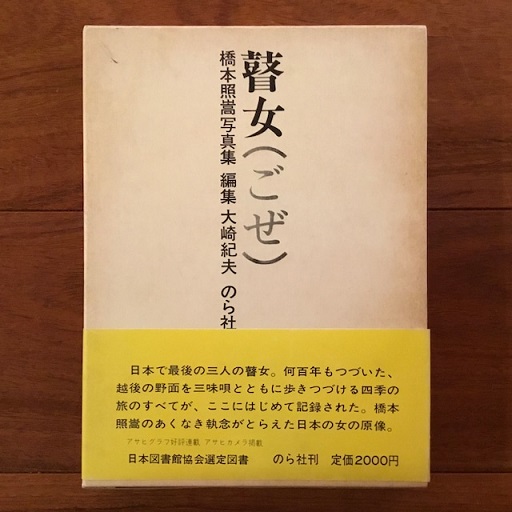 瞽女(ごぜ)
橋本照嵩写真集 編集 大崎紀夫 のら社
日本で最後の三人の瞽女。何百年もつづいた、
越後の野面を三味唄とともに歩きつづける四季の
旅のすべてが、ここにはじめて記録された。橋本
照嵩のあくなき執念がとらえた日本の女の原像。
アサヒグラフ好評連載 アサヒカメラ掲載
日本図書館協会選定図書 のら社刊 定価2000円